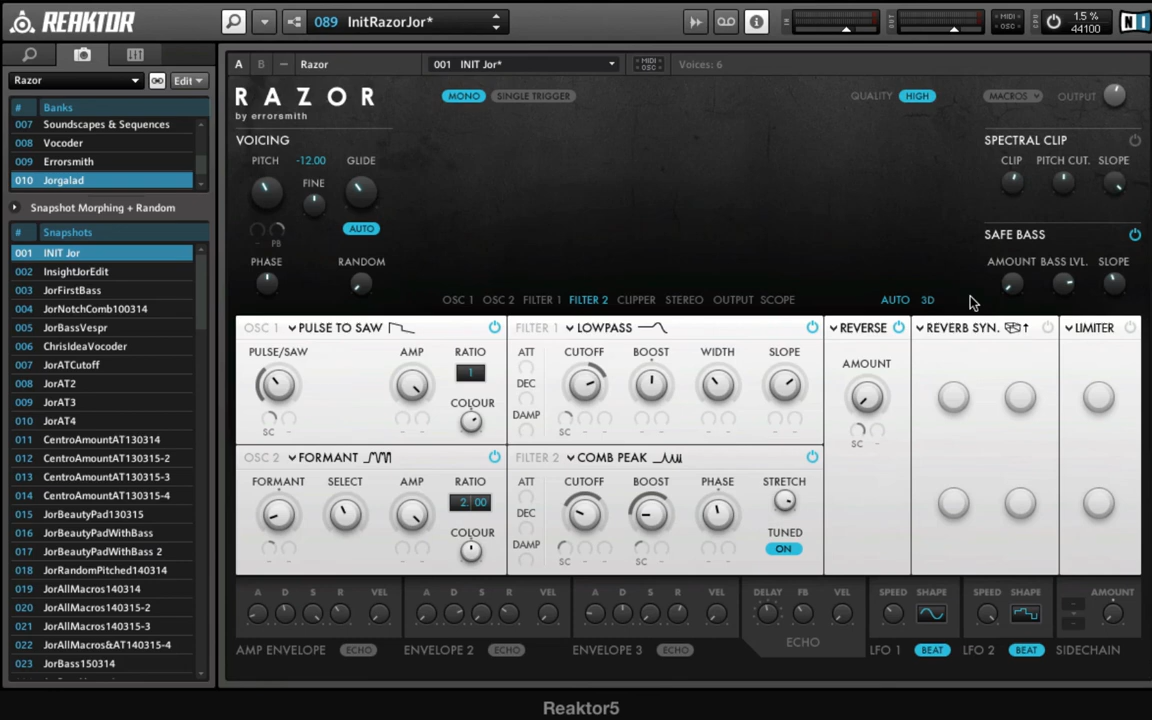 REAKTOR
089 InitRazorJor*
MIDI
OSC
IN
OUT
CPU
1.5 %
44100
NI
Razor
Edit
# Banks
007 Soundscapes & Sequences
008 Vocoder
009 Errorsmith
010 Jorgalad
Snapshot Morphing + Random
# Snapshots
001 INIT Jor
002 InsightJorEdit
003 JorFirstBass
004 JorNotchCombo100314
005 JorBassVespr
006 ChrisIdeaVocoder
007 JorATCutoff
008 JorAT2
009 JorAT3
010 JorAT4
011 CentroAmountAT130314
012 CentroAmountAT130315-2
013 CentroAmountAT130315-3
014 CentroAmountAT130315-4
015 JorBeautyPad130315
016 JorBeautyPadWithBass
017 JorBeautyPadWithBass 2
018 JorRandomPitched140314
019 JorAllMacros140314
020 JorAllMacros140315-2
021 JorAllMacros140315-3
022 JorAllMacros&AT140315-4
023 JorBass150314
A B Razor 001 INIT Jor* MIDI OSC Voices: 6
RAZOR
by errorsmith
MONO SINGLE TRIGGER QUALITY HIGH MACROS OUTPUT
VOICING
PITCH -12.00 GLIDE
FINE
AUTO
PB
PHASE RANDOM
SPECTRAL CLIP
CLIP PITCH CUT. SLOPE
SAFE BASS
AMOUNT BASS LVL. SLOPE
OSC 1 OSC 2 FILTER 1 FILTER 2 CLIPPER STEREO OUTPUT SCOPE AUTO 3D
OSC 1 PULSE TO SAW
PULSE/SAW AMP RATIO
1
COLOUR
SC
FILTER 1 LOWPASS
ATT CUTOFF BOOST WIDTH SLOPE
DEC
DAMP
SC
REVERSE
AMOUNT
SC
REVERB SYN.
LIMITER
OSC 2 FORMANT
FORMANT SELECT AMP RATIO
2 00
COLOUR
FILTER 2 COMB PEAK
ATT CUTOFF BOOST PHASE STRETCH
DEC
TUNED
DAMP
ON
SC SC
A D S R VEL
AMP ENVELOPE ECHO
A D S R VEL
ENVELOPE 2 ECHO
A D S R VEL
ENVELOPE 3 ECHO
DELAY FB VEL
ECHO
SPEED SHAPE
LFO 1 BEAT
SPEED SHAPE
LFO 2 BEAT
AMOUNT
SIDECHAIN
Reaktor5